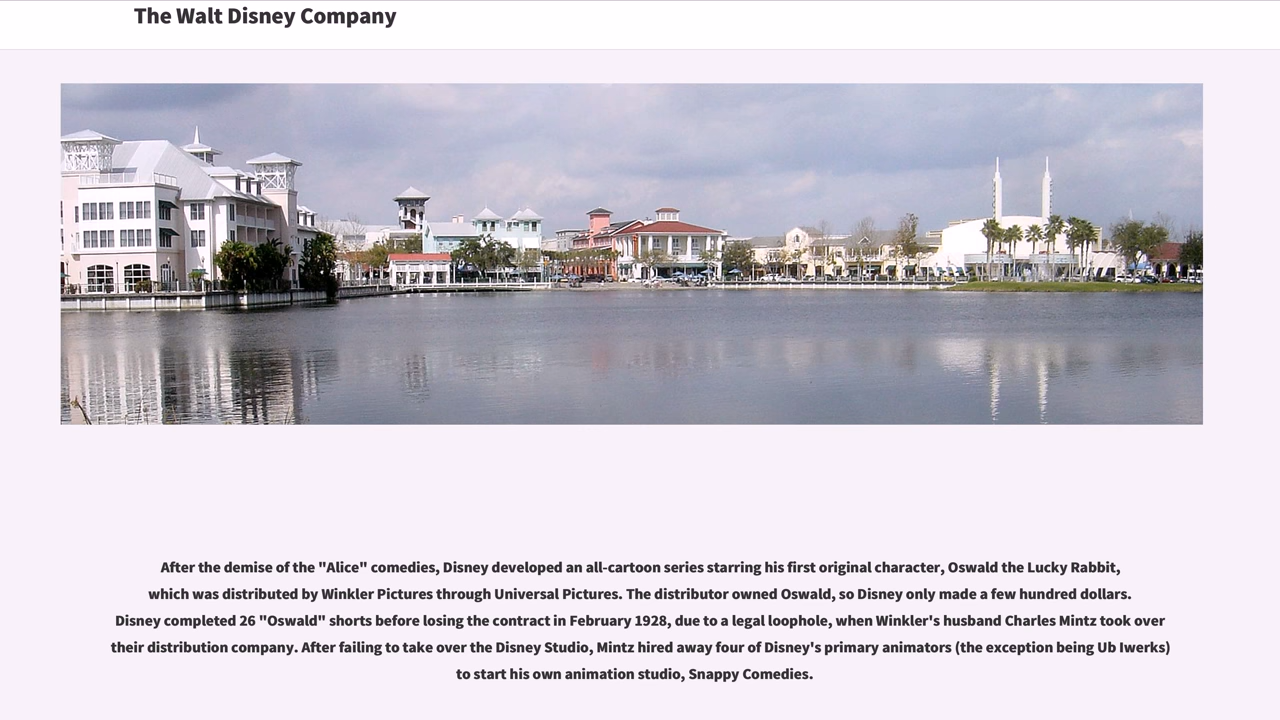 The Walt Disney Company
After the demise of the "Alice" comedies, Disney developed an all-cartoon series starring his first original character, Oswald the Lucky Rabbit,
which was distributed by Winkler Pictures through Universal Pictures. The distributor owned Oswald, so Disney only made a few hundred dollars.
Disney completed 26 "Oswald" shorts before losing the contract in February 1928, due to a legal loophole, when Winkler's husband Charles Mintz took over
their distribution company. After failing to take over the Disney Studio, Mintz hired away four of Disney's primary animators (the exception being Ub Iwerks)
to start his own animation studio, Snappy Comedies.